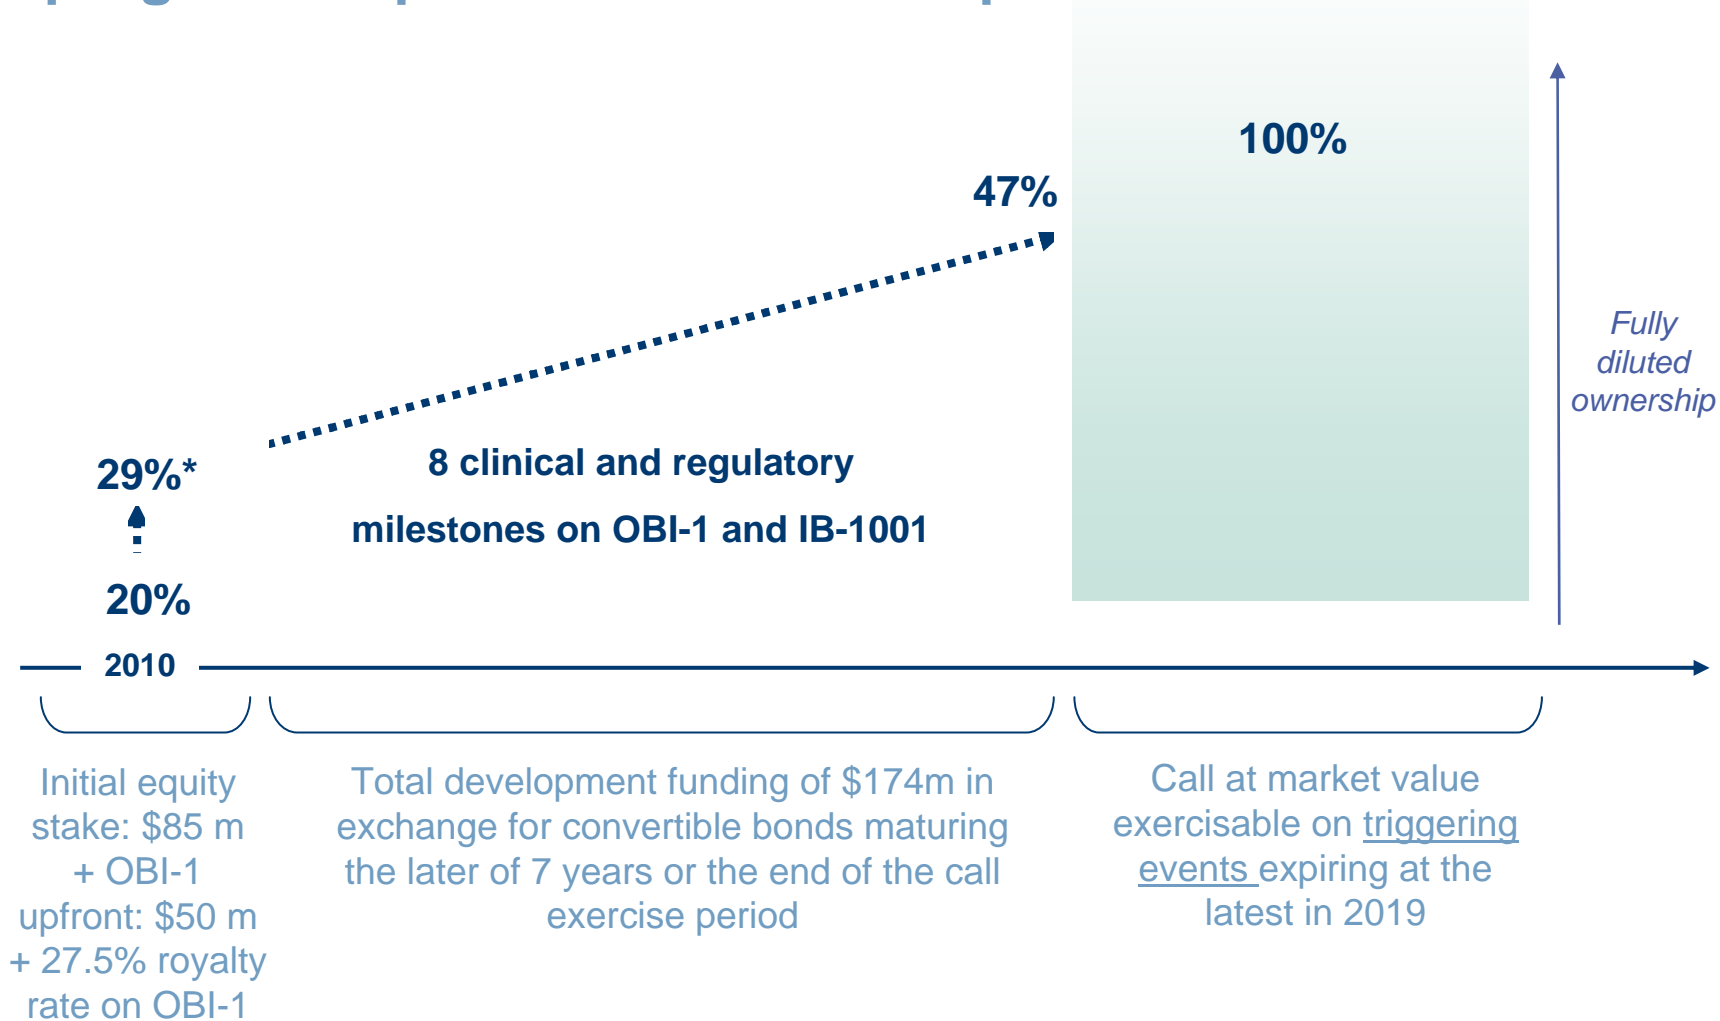 100%
47%
Fully
diluted
ownership
29%*
8 clinical and regulatory
milestones on OBI-1 and IB-1001
20%
2010
Initial equity
stake: $85 m
+ OBI-1
upfront: $50 m
+ 27.5% royalty
rate on OBI-1
Total development funding of $174m in
exchange for convertible bonds maturing
the later of 7 years or the end of the call
exercise period
Call at market value
exercisable on triggering
events expiring at the
latest in 2019